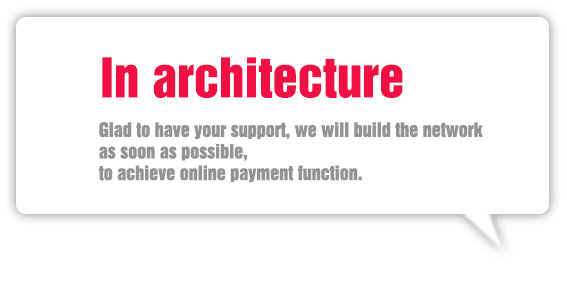 In architecture
Glad to have your support, we will build the network
as soon as possible,
to achieve online payment function.